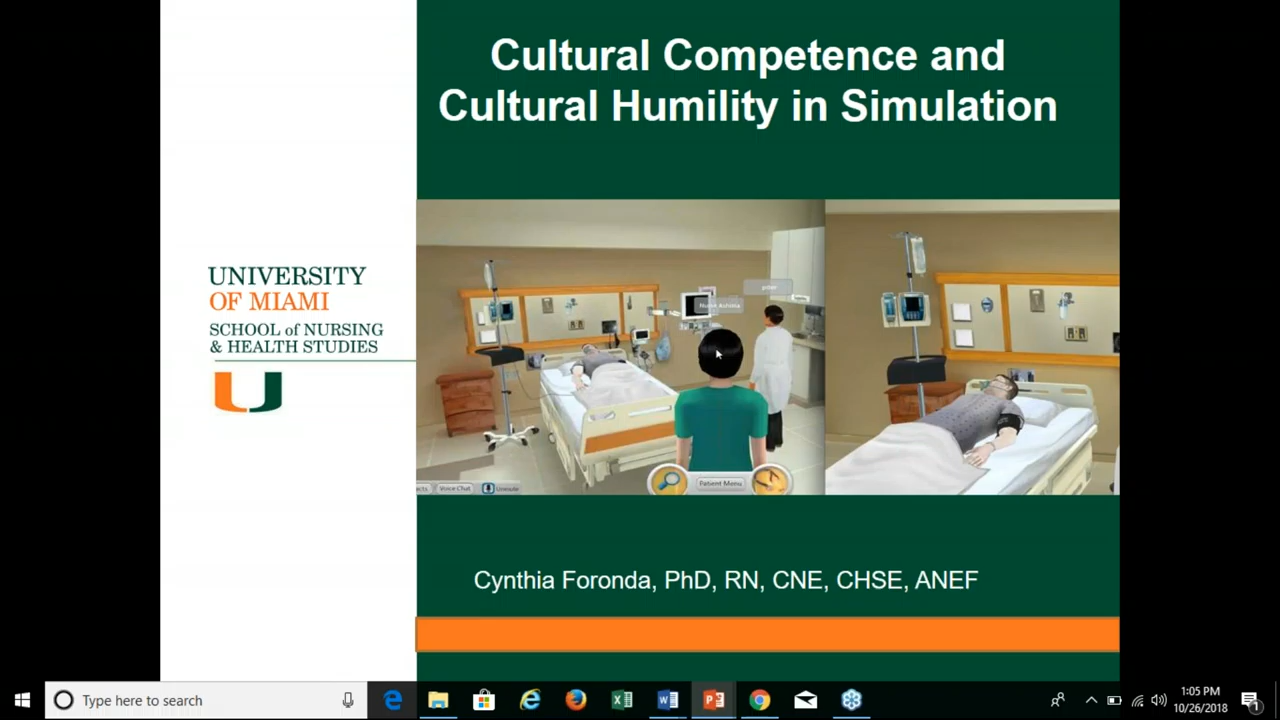 Cultural Competence and
Cultural Humility in Simulation
UNIVERSITY
OF MIAMI
SCHOOL of NURSING
& HEALTH STUDIES
Voice Chat
Patient Menu
Cynthia Foronda, PhD, RN, CNE, CHSE, ANEF
Type here to search
1:05 PM
10/26/2018
1